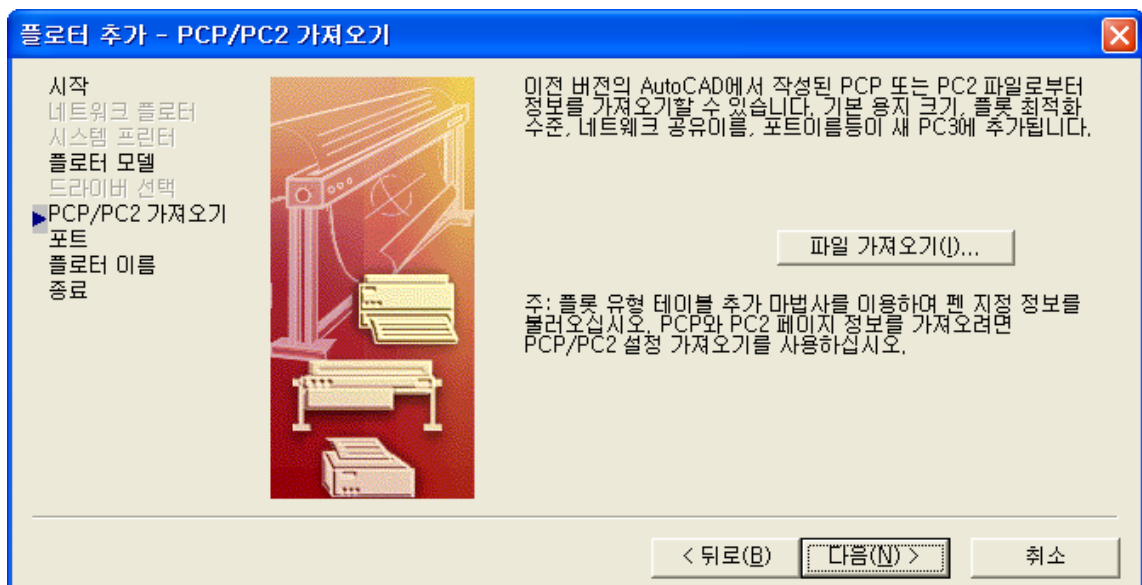 플로터 추가 - PCP/PC2 가져오기
시작
네트워크 플로터
시스템 프린터
플로터 모델
드라이버 선택
PCP/PC2 가져오기
포트
플로터 이름
종료
이전 버전의 AutoCAD에서 작성된 PCP 또는 PC2 파일로부터
정보를 가져오기할 수 있습니다. 기본 용지 크기, 플롯 최적화
수준, 네트워크 공유이름, 포트이름등이 새 PC3에 추가됩니다.
파일 가져오기(I)...
주: 플롯 유형 테이블 추가 마법사를 이용하여 펜 지정 정보를
불러오십시오. PCP와 PC2 페이지 정보를 가져오려면
PCP/PC2 설정 가져오기를 사용하십시오.
< 뒤로(B) 다음(N) > 취소